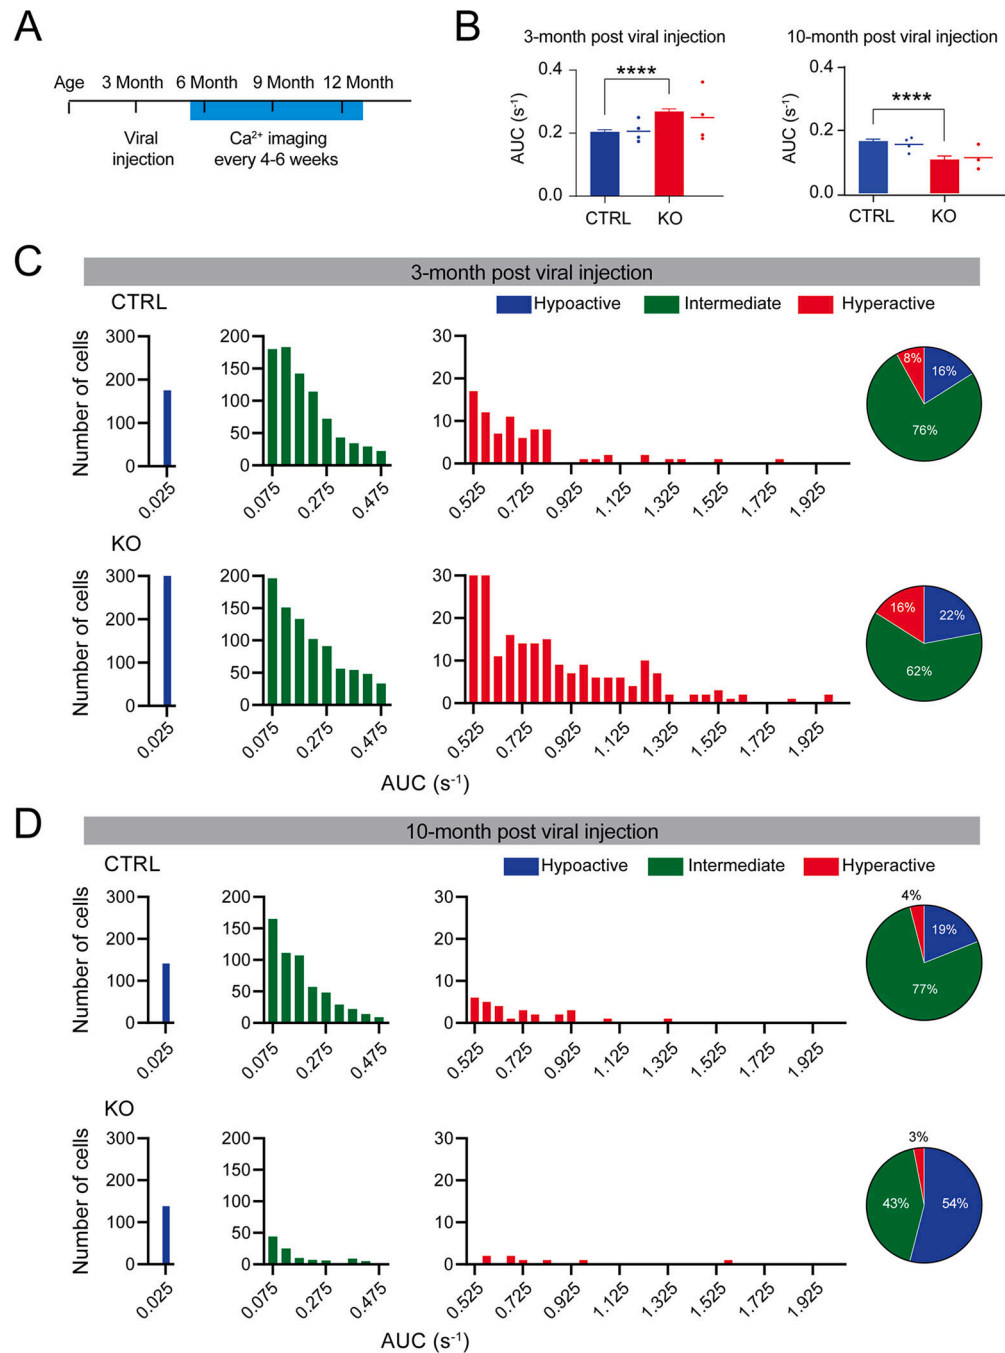 A
Age 3 Month 6 Month 9 Month 12 Month
Viral
injection
Ca²⁺ imaging
every 4-6 weeks
B
3-month post viral injection
AUC (s⁻¹)
0.4
0.2
0.0
****
CTRL KO
10-month post viral injection
AUC (s⁻¹)
0.4
0.2
0.0
****
CTRL KO
C
3-month post viral injection
CTRL
Hypoactive Intermediate Hyperactive
Number of cells
300
200
100
0
0.025
200
150
100
50
0
0.075 0.275 0.475
30
20
10
0
0.525 0.725 0.925 1.125 1.325 1.525 1.725 1.925
8%
16%
76%
KO
Number of cells
300
200
100
0
0.025
200
150
100
50
0
0.075 0.275 0.475
30
20
10
0
0.525 0.725 0.925 1.125 1.325 1.525 1.725 1.925
16%
22%
62%
AUC (s⁻¹)
D
10-month post viral injection
CTRL
Hypoactive Intermediate Hyperactive
Number of cells
300
200
100
0
0.025
200
150
100
50
0
0.075 0.275 0.475
30
20
10
0
0.525 0.725 0.925 1.125 1.325 1.525 1.725 1.925
4%
19%
77%
KO
Number of cells
300
200
100
0
0.025
200
150
100
50
0
0.075 0.275 0.475
30
20
10
0
0.525 0.725 0.925 1.125 1.325 1.525 1.725 1.925
3%
43%
54%
AUC (s⁻¹)